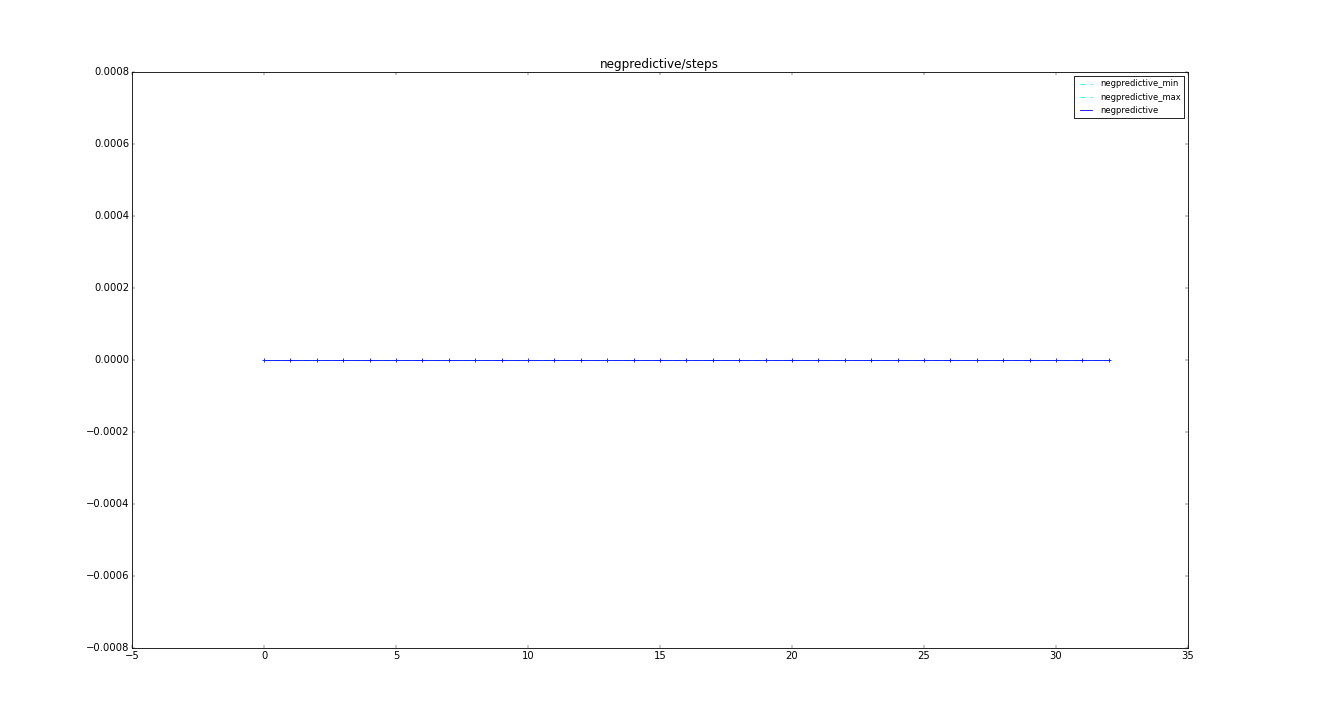 negpredictive/steps
0.0008
0.0006
0.0004
0.0002
0.0000
−0.0002
−0.0004
−0.0006
−0.0008
negpredictive_min
negpredictive_max
negpredictive
−5 0 5 10 15 20 25 30 35